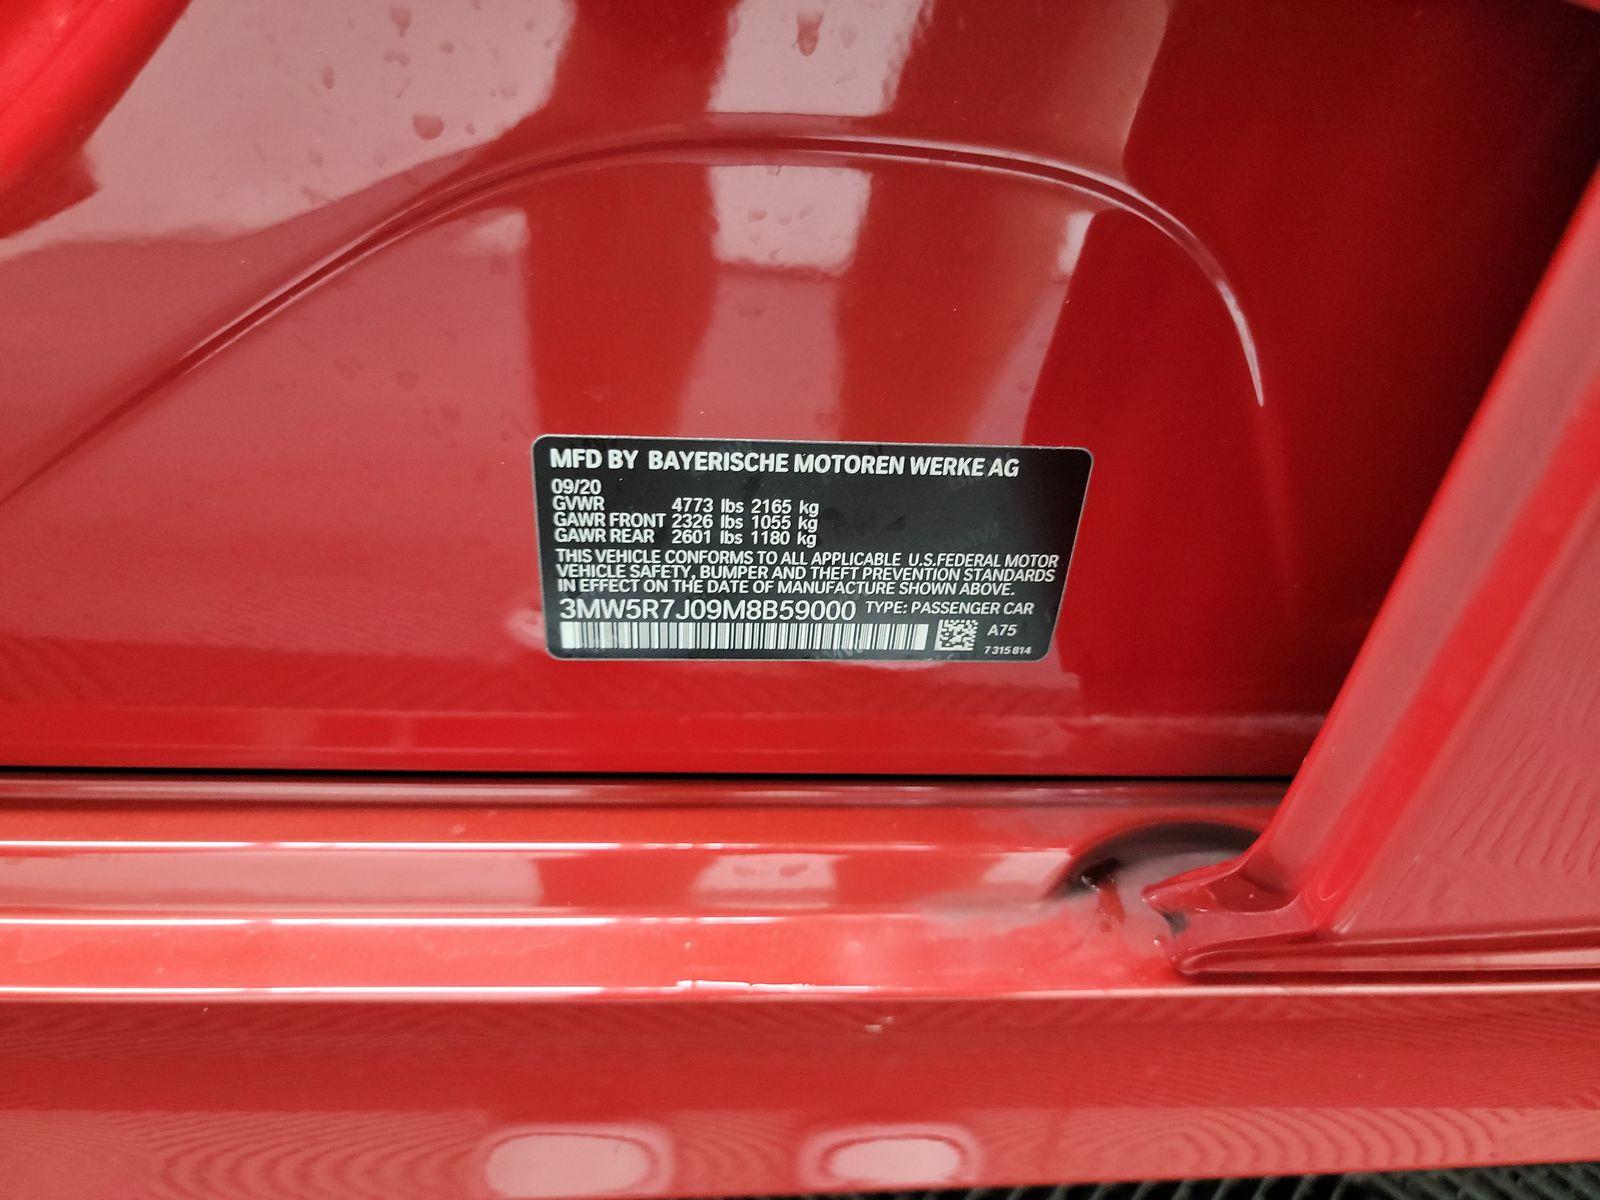 MFD BY BAYERISCHE MOTOREN WERKE AG
09/20
GVWR 4773 lbs 2165 kg
GAWR FRONT 2326 lbs 1055 kg
GAWR REAR 2601 lbs 1180 kg
THIS VEHICLE CONFORMS TO ALL APPLICABLE U.S.FEDERAL MOTOR
VEHICLE SAFETY, BUMPER AND THEFT PREVENTION STANDARDS
IN EFFECT ON THE DATE OF MANUFACTURE SHOWN ABOVE.
3MW5R7J09M8B59000 TYPE: PASSENGER CAR
A75
7 315 814